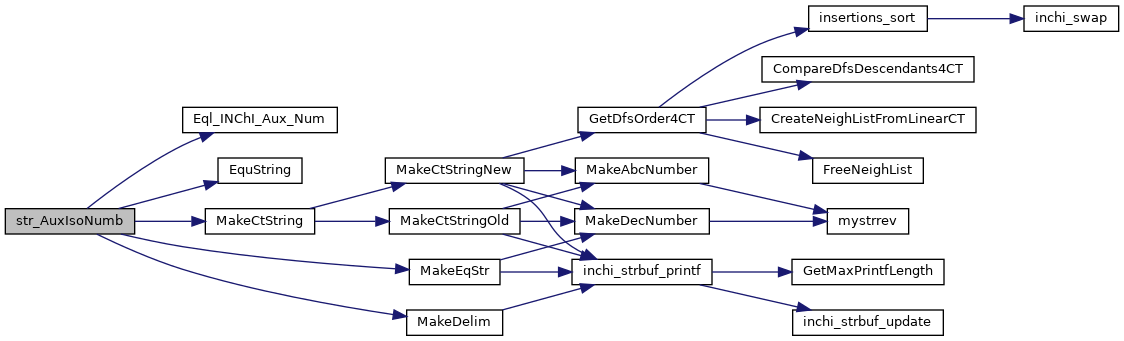 str_AuxIsoNumb
Eql_INChI_Aux_Num
EquString
MakeCtString
MakeEqStr
MakeDelim
MakeCtStringNew
MakeCtStringOld
GetDfsOrder4CT
MakeAbcNumber
MakeDecNumber
inchi_strbuf_printf
insertions_sort
CompareDfsDescendants4CT
CreateNeighListFromLinearCT
FreeNeighList
mystrrev
GetMaxPrintfLength
inchi_strbuf_update
inchi_swap